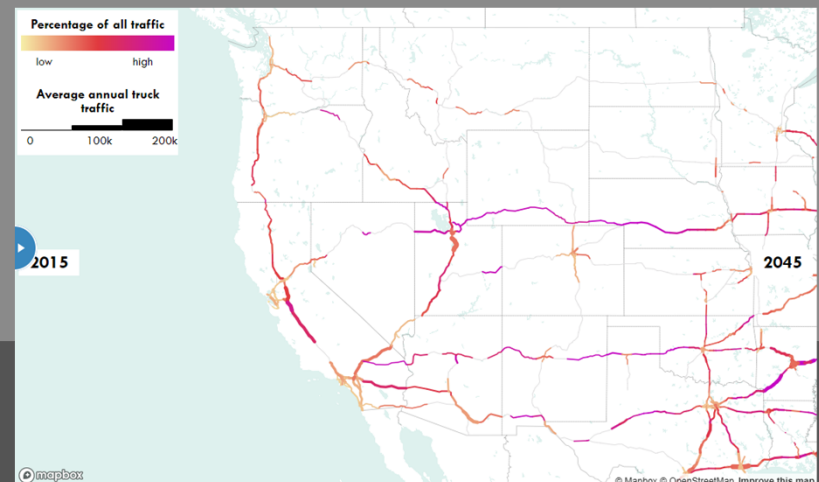 Percentage of all traffic
low high
Average annual truck
traffic
0 100k 200k
2015
2045
mapbox
© Mapbox © OpenStreetMap Improve this map